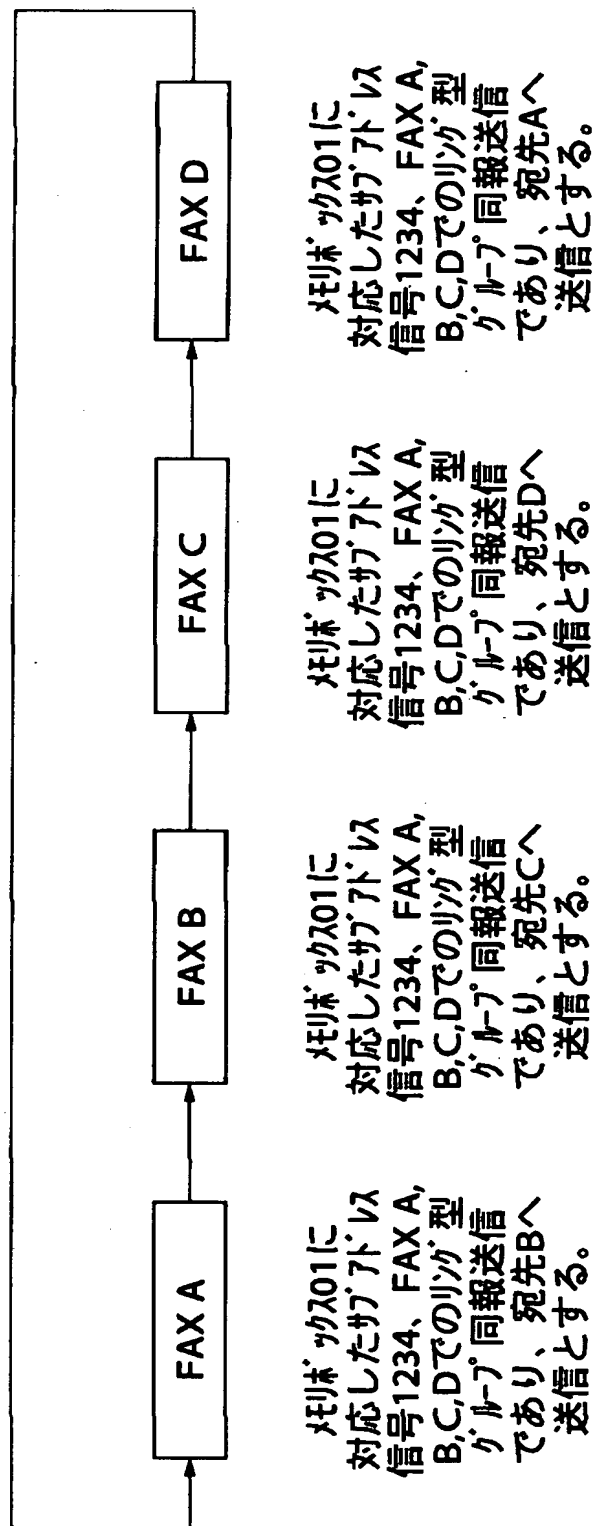 FAX A
FAX B
FAX C
FAX D
メモリボックス01に
対応したサブアドレス
信号1234、FAX A,
B,C,Dでのリング型
グループ同報送信
であり、宛先Bへ
送信とする。
メモリボックス01に
対応したサブアドレス
信号1234、FAX A,
B,C,Dでのリング型
グループ同報送信
であり、宛先Cへ
送信とする。
メモリボックス01に
対応したサブアドレス
信号1234、FAX A,
B,C,Dでのリング型
グループ同報送信
であり、宛先Dへ
送信とする。
メモリボックス01に
対応したサブアドレス
信号1234、FAX A,
B,C,Dでのリング型
グループ同報送信
であり、宛先Aへ
送信とする。